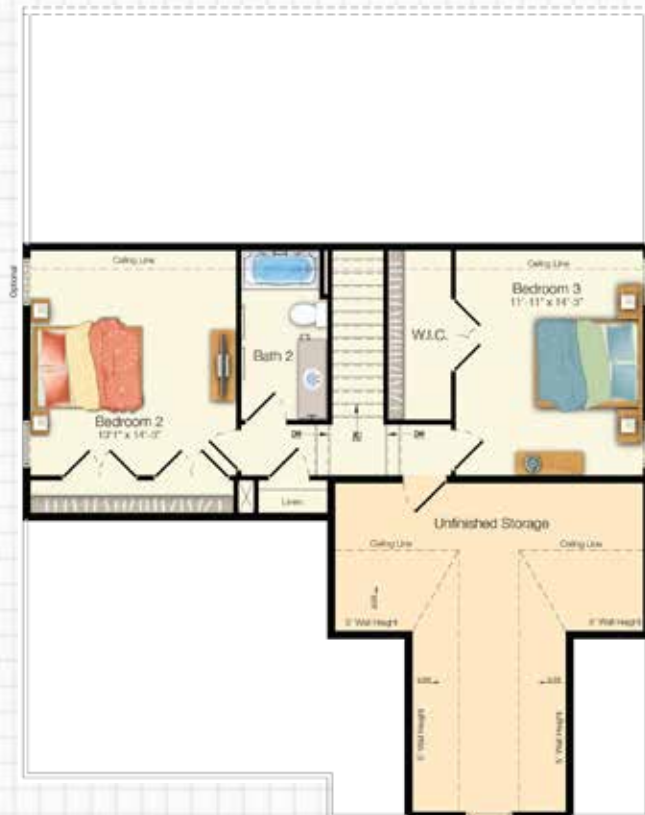 Optional
Ceiling Line
Ceiling Line
Bedroom 3
11'-11" x 14'-3"
W.I.C.
Bath 2
Bedroom 2
Linen
Unfinished Storage
Ceiling Line
Ceiling Line
5' Wall Height
5' Wall Height
5' Wall Height
5' Wall Height